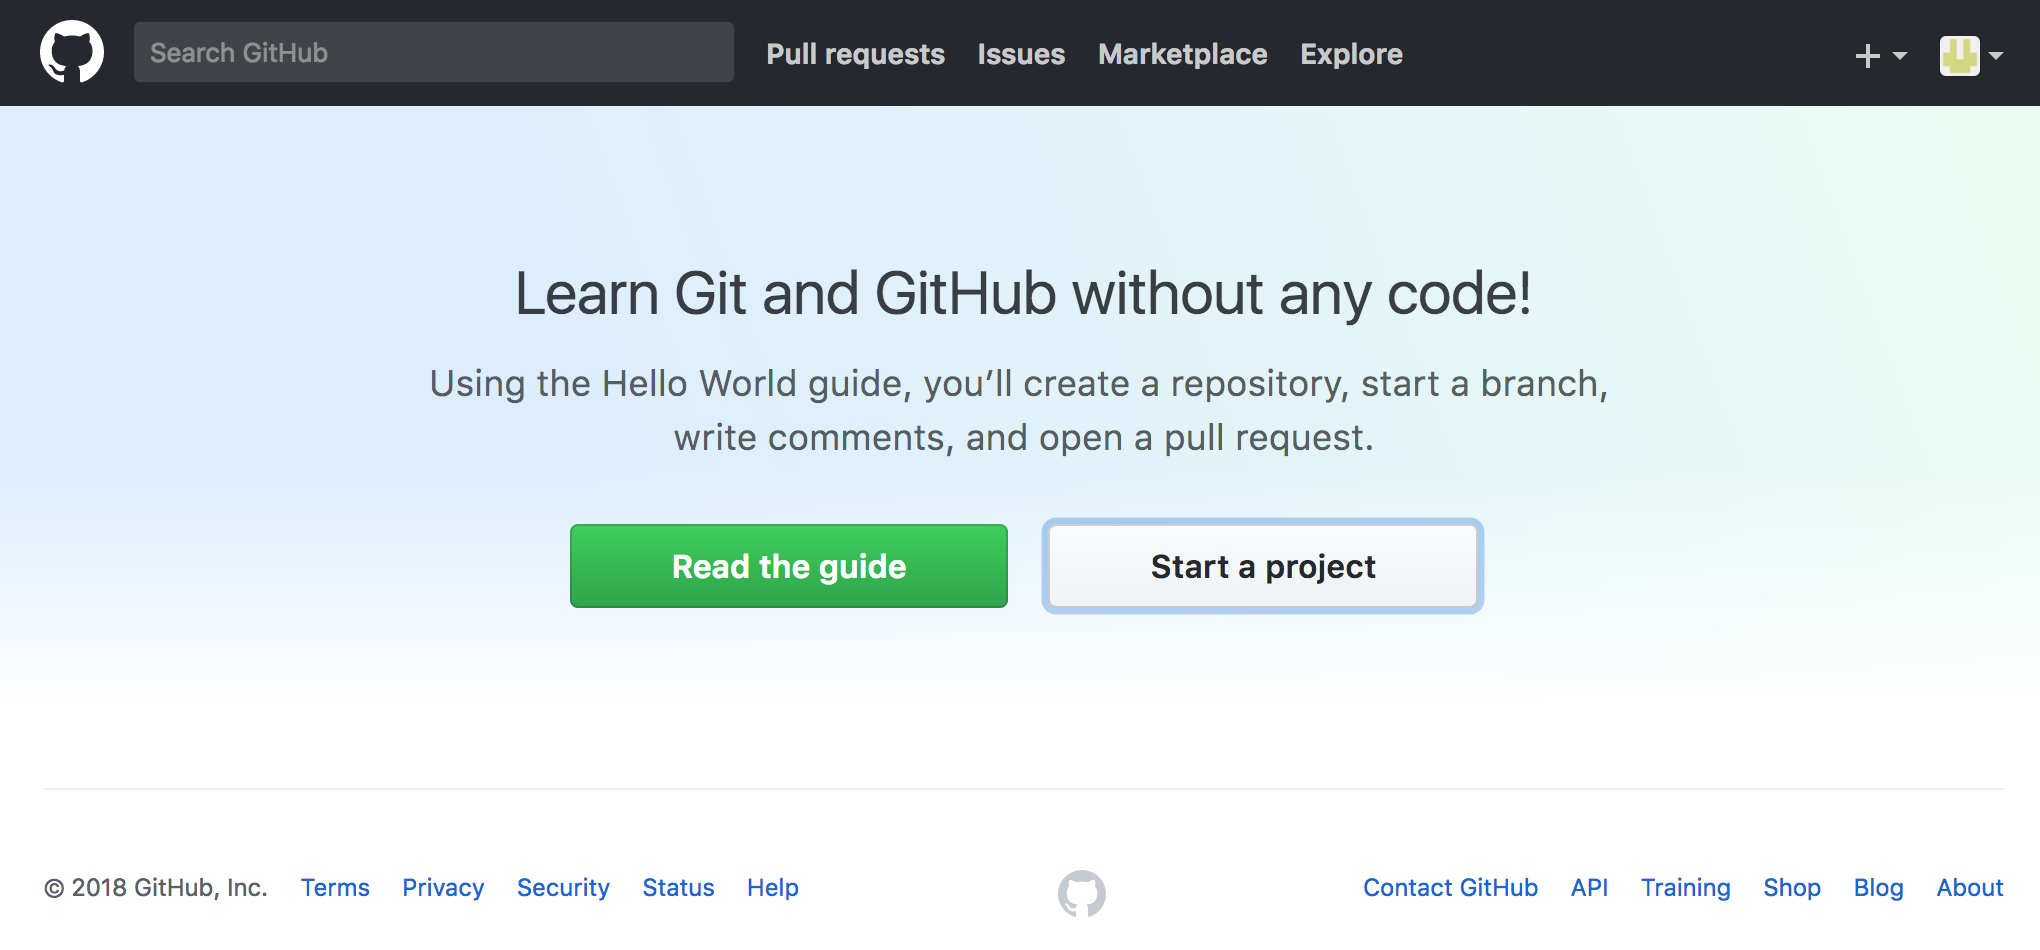 Search GitHub
Pull requests
Issues
Marketplace
Explore
Learn Git and GitHub without any code!
Using the Hello World guide, you’ll create a repository, start a branch,
write comments, and open a pull request.
Read the guide
Start a project
© 2018 GitHub, Inc.
Terms
Privacy
Security
Status
Help
Contact GitHub
API
Training
Shop
Blog
About